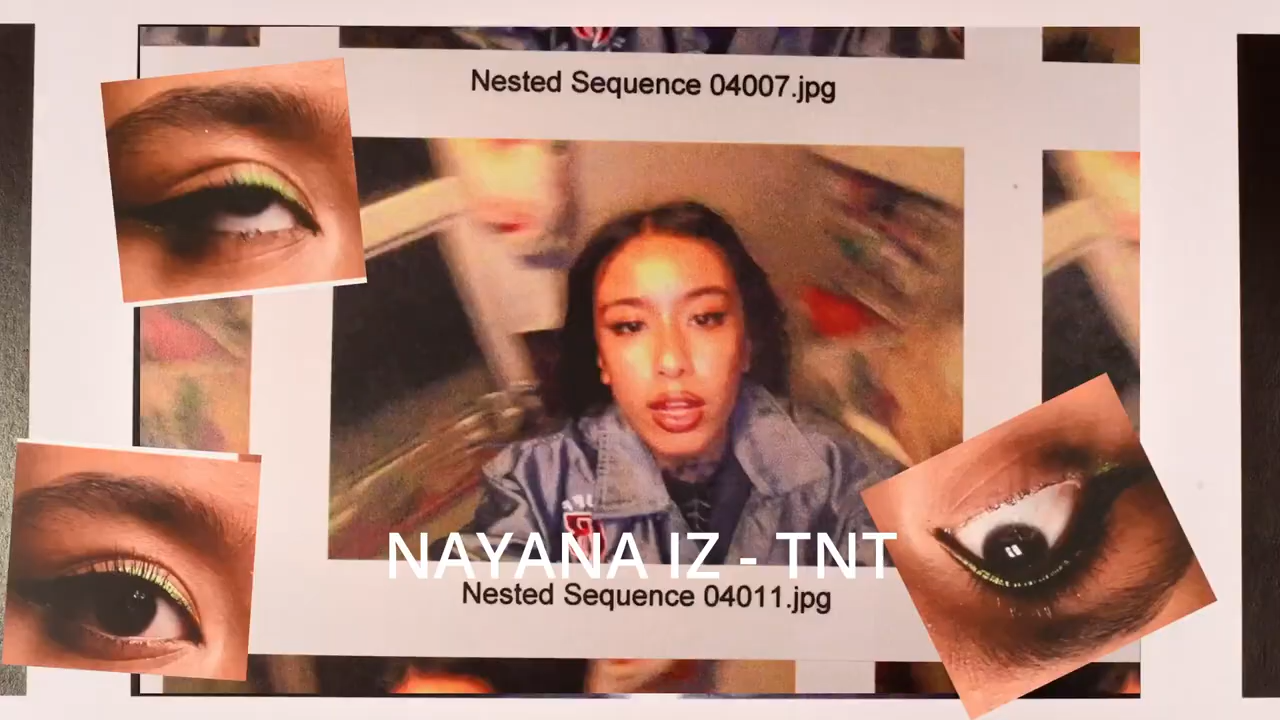 Nested Sequence 04007.jpg
NAYANA IZ - TNT
Nested Sequence 04011.jpg